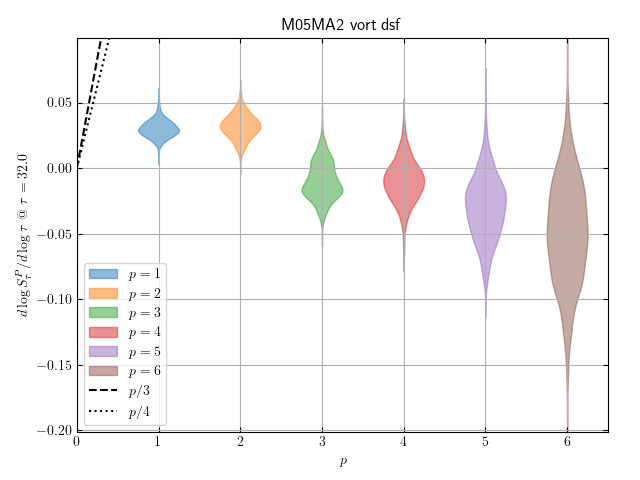 M05MA2 vort dsf
d log S_τ^P / d log τ @ τ = 32.0
0.05
0.00
−0.05
−0.10
−0.15
−0.20
p = 1
p = 2
p = 3
p = 4
p = 5
p = 6
p/3
p/4
0 1 2 3 4 5 6
p